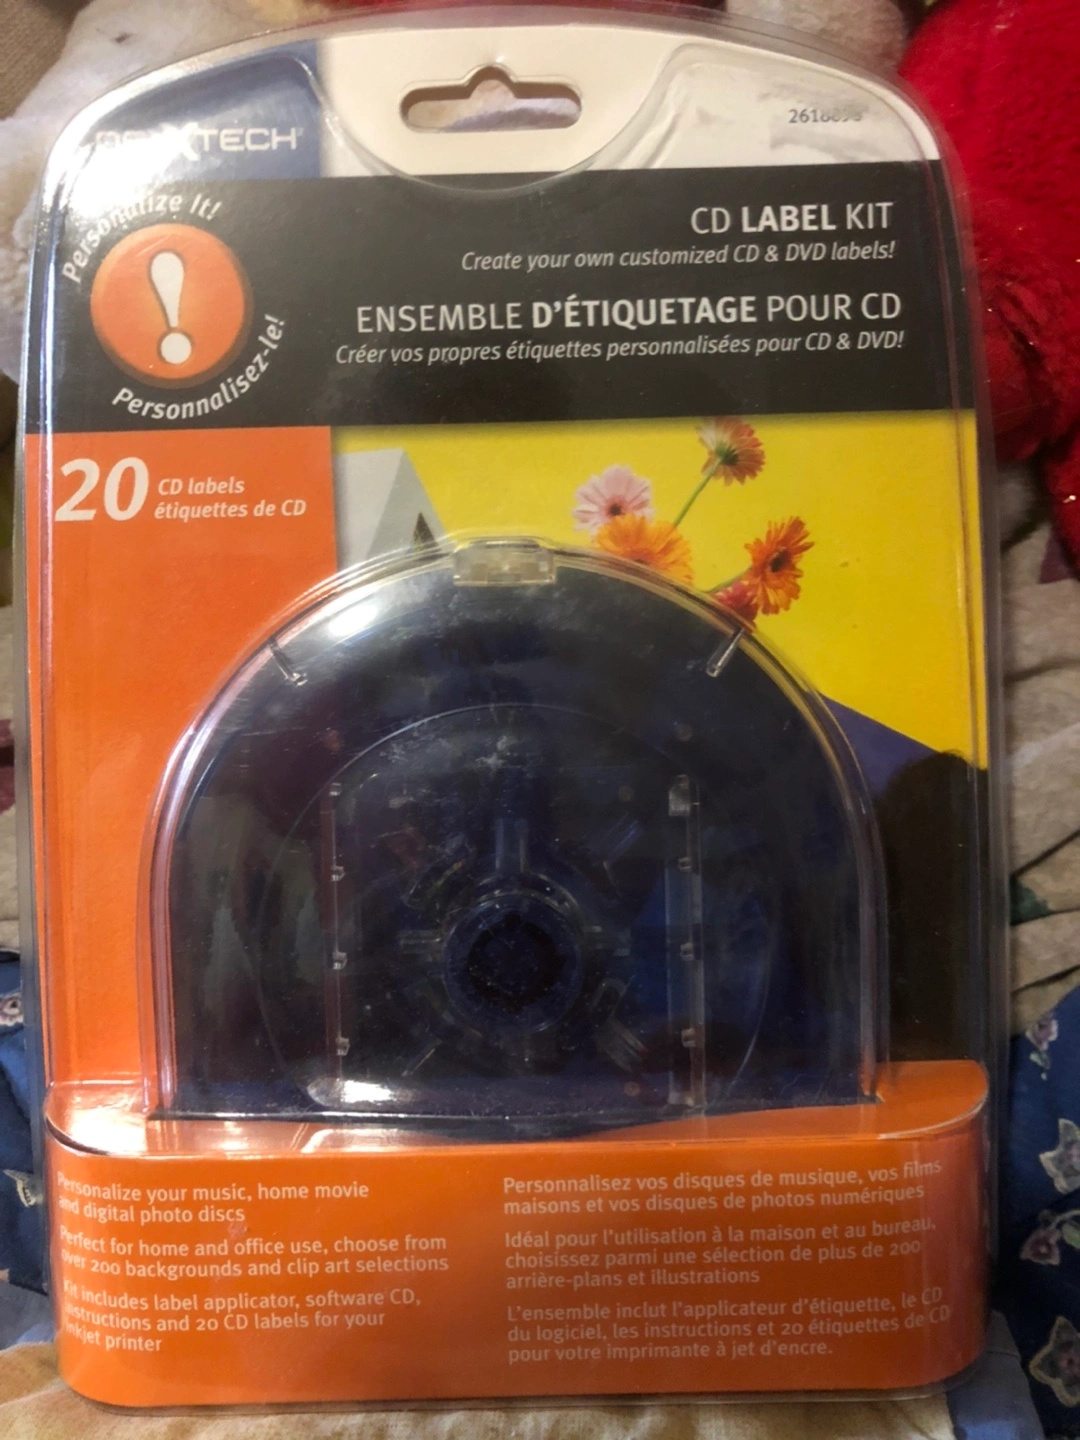 TECH
Personalize It!
Personnalisez-le!
CD LABEL KIT
Create your own customized CD & DVD labels!
ENSEMBLE D'ÉTIQUETAGE POUR CD
Créer vos propres étiquettes personnalisées pour CD & DVD!
20 CD labels
étiquettes de CD
Personalize your music, home movie
and digital photo discs
Perfect for home and office use, choose from
over 200 backgrounds and clip art selections
Kit includes label applicator, software CD,
instructions and 20 CD labels for your
inkjet printer
Personnalisez vos disques de musique, vos films
maisons et vos disques de photos numériques
Idéal pour l'utilisation à la maison et au bureau,
choisissez parmi une sélection de plus de 200
arrière-plans et illustrations
L'ensemble inclut l'applicateur d'étiquette, le CD
du logiciel, les instructions et 20 étiquettes de CD
pour votre imprimante à jet d'encre.